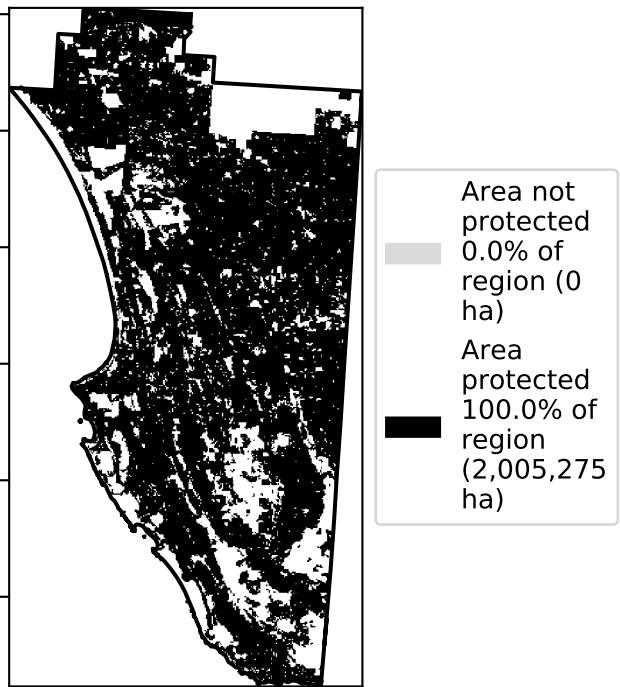 Area not
protected
0.0% of
region (0
ha)
Area
protected
100.0% of
region
(2,005,275
ha)